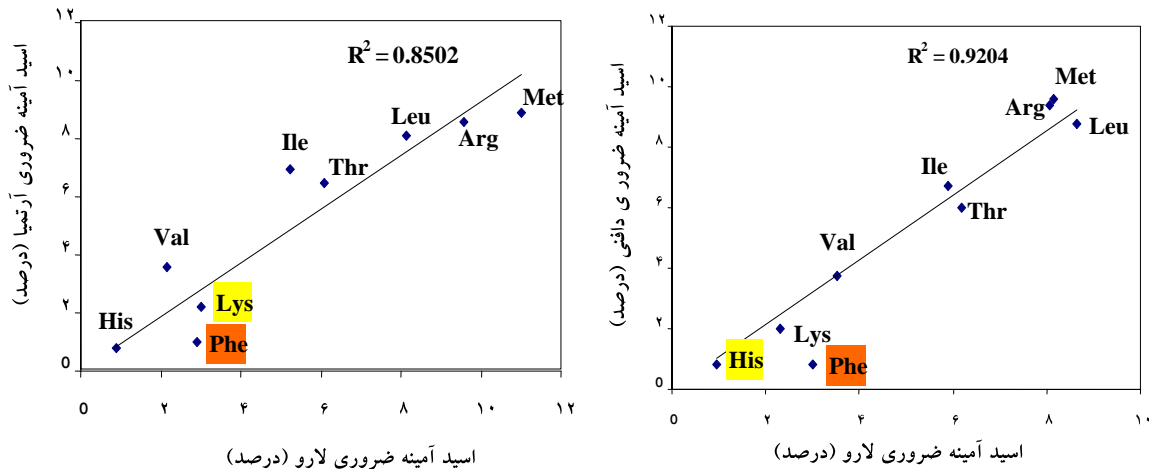 اسید آمینه ضروری آرتمیا (درصد)
۱۲
۱۰
۸
۶
۴
۲
۰
R² = 0.8502
Met
Leu
Arg
Ile
Thr
Val
Lys
His
Phe
۰ ۲ ۴ ۶ ۸ ۱۰ ۱۲
اسید آمینه ضروری لارو (درصد)
اسید آمینه ضرور ی دافنی (درصد)
۱۲
۱۰
۸
۶
۴
۲
۰
R² = 0.9204
Met
Arg
Leu
Ile
Thr
Val
Lys
His
Phe
۰ ۲ ۴ ۶ ۸ ۱۰
اسید آمینه ضروری لارو (درصد)